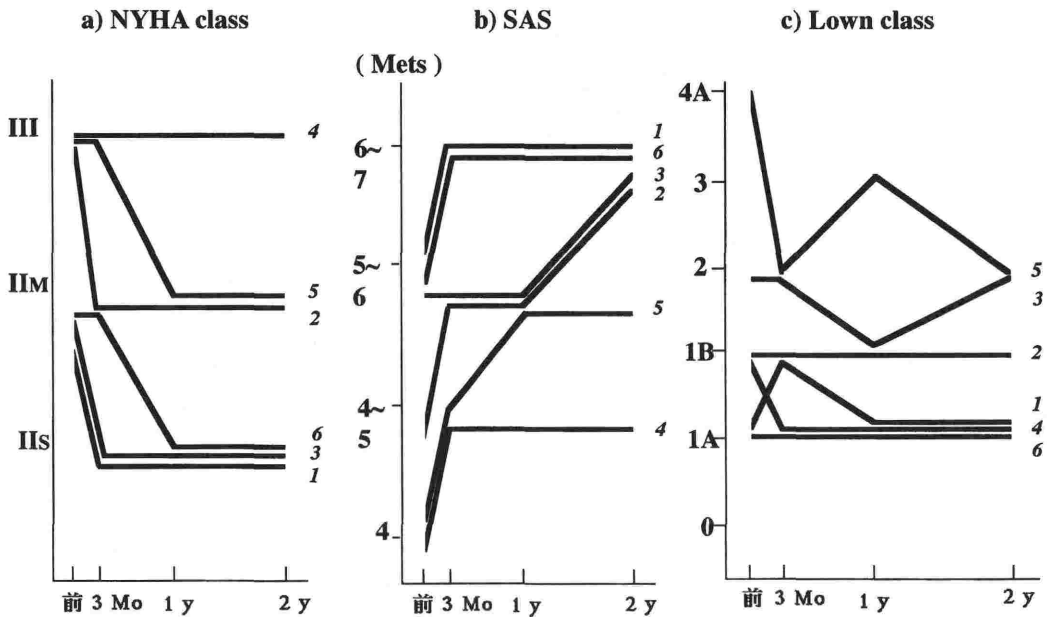 a) NYHA class
III
IIM
IIS
4
5
2
6
3
1
前 3 Mo 1 y 2 y
b) SAS
( Mets )
6~
7
5~
6
4~
5
4
1
6
3
2
5
4
前 3 Mo 1 y 2 y
c) Lown class
4A
3
2
1B
1A
0
5
3
2
1
4
6
前 3 Mo 1 y 2 y